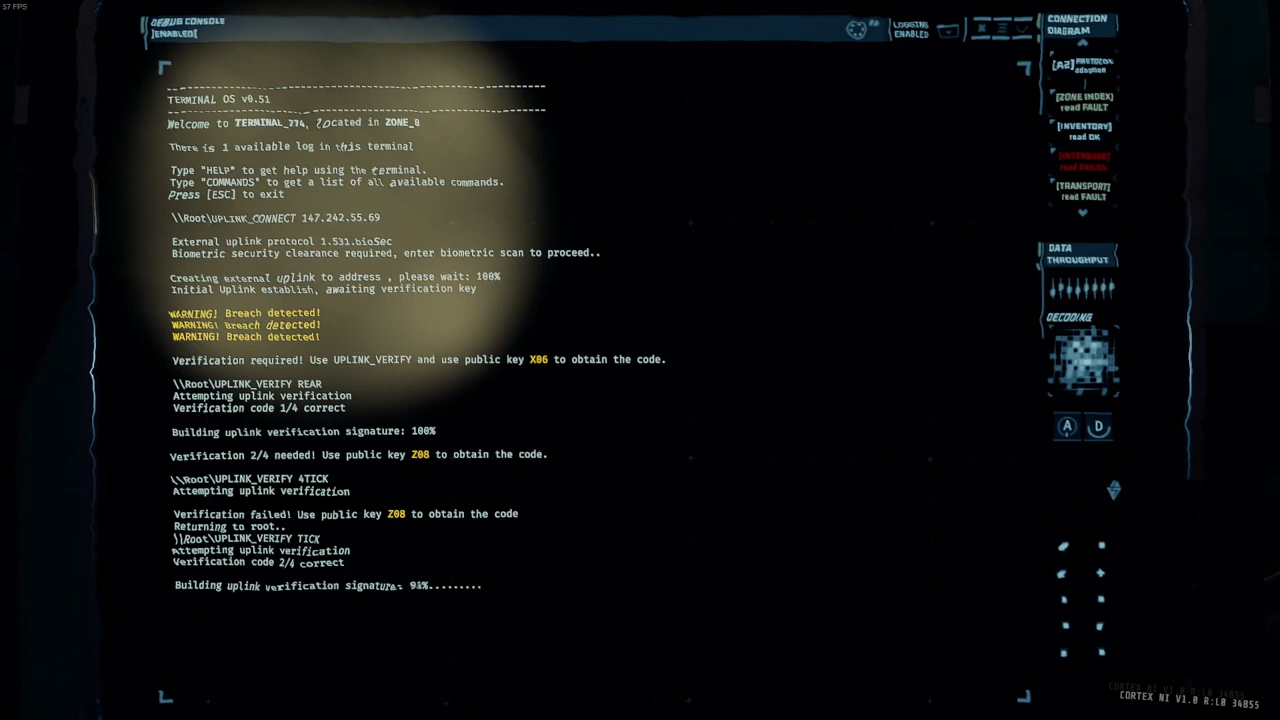 57 FPS
DEBUG CONSOLE
[ENABLED[
LOGGING
ENABLED
CONNECTION
DIAGRAM
[A2] PROTOCOL
[ZONE INDEX]
read FAULT
[INVENTORY]
read OK
[TRANSPORT]
read FAULT
DATA
THROUGHPUT
DECODING
A D
TERMINAL OS v0.51
Welcome to TERMINAL_774, located in ZONE_0
There is 1 available log in this terminal
Type "HELP" to get help using the terminal.
Type "COMMANDS" to get a list of all available commands.
Press [ESC] to exit
\\Root\UPLINK_CONNECT 147.242.55.69
External uplink protocol 1.531.bioSec
Biometric security clearance required, enter biometric scan to proceed..
Creating external uplink to address , please wait: 100%
Initial Uplink establish, awaiting verification key
WARNING! Breach detected!
WARNING! Breach detected!
WARNING! Breach detected!
Verification required! Use UPLINK_VERIFY and use public key X06 to obtain the code.
\\Root\UPLINK_VERIFY REAR
Attempting uplink verification
Verification code 1/4 correct
Building uplink verification signature: 100%
Verification 2/4 needed! Use public key Z08 to obtain the code.
\\Root\UPLINK_VERIFY 4TICK
Attempting uplink verification
Verification failed! Use public key Z08 to obtain the code
Returning to root..
\\Root\UPLINK_VERIFY TICK
Attempting uplink verification
Verification code 2/4 correct
Building uplink verification signature: 93%.........
CORTEX NI V1.0 R:L0 34855